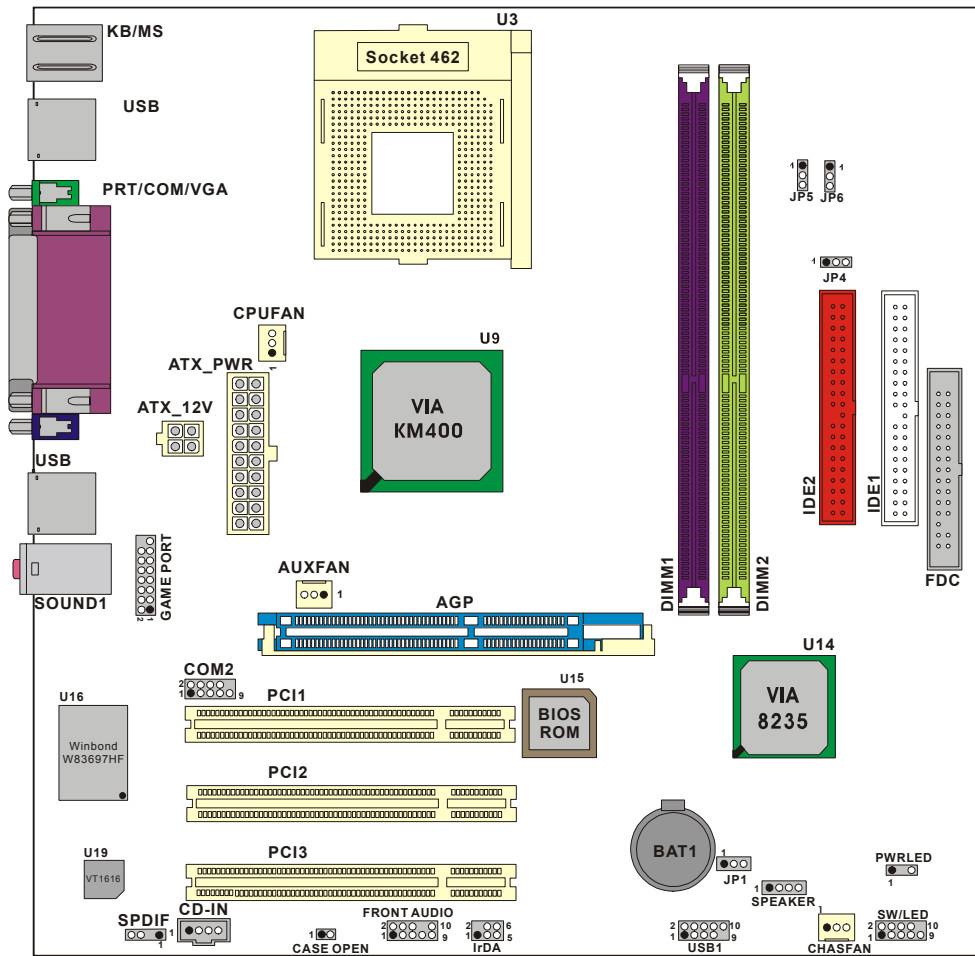 KB/MS
U3
Socket 462
USB
PRT/COM/VGA
1
1
JP5
JP6
1
JP4
CPUFAN
1
U9
ATX_PWR
VIA
KM400
ATX_12V
USB
IDE2
IDE1
FDC
GAME PORT
2
1
SOUND1
AUXFAN
1
AGP
DIMM1
DIMM2
COM2
2
1
9
U16
PCI1
U15
BIOS
ROM
U14
VIA
8235
Winbond
W83697HF
PCI2
U19
VT1616
PCI3
BAT1
1
JP1
PWRLED
1
1
SPEAKER
SPDIF
1
CD-IN
1
1
CASE OPEN
FRONT AUDIO
2
10
1
9
2
6
1
5
IrDA
2
10
1
9
USB1
1
CHASFAN
SW/LED
2
10
1
9